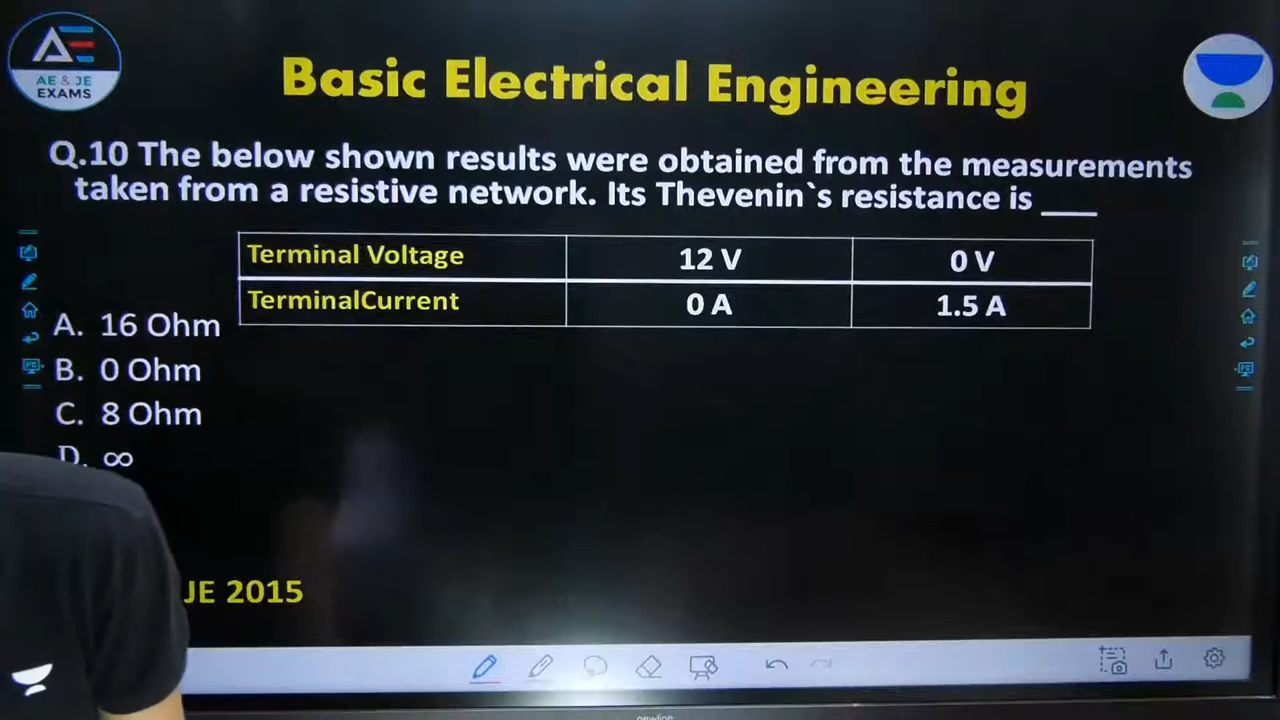 AE & JE
EXAMS
Basic Electrical Engineering
Q.10 The below shown results were obtained from the measurements
taken from a resistive network. Its Thevenin`s resistance is ____
Terminal Voltage 12 V 0 V
TerminalCurrent 0 A 1.5 A
A. 16 Ohm
B. 0 Ohm
C. 8 Ohm
D. ∞
JE 2015
newline